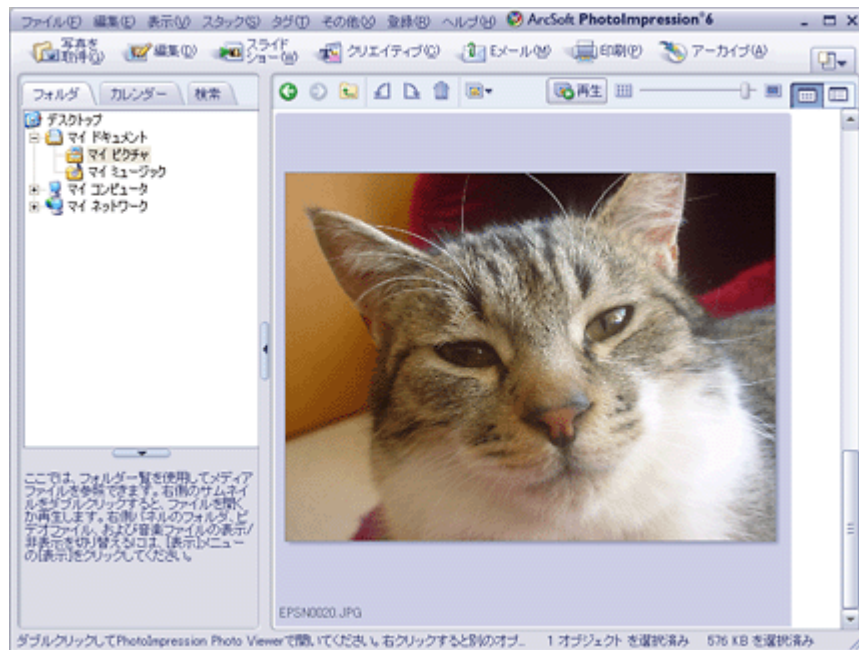 ファイル(F) 編集(E) 表示(V) スタック(S) タグ(T) その他(X) 登録(R) ヘルプ(H) ArcSoft PhotoImpression®6
写真を取得(G) 編集(D) スライドショー(W) クリエイティブ(C) Eメール(M) 印刷(P) アーカイブ(A)
フォルダ カレンダー 検索 再生
デスクトップ
マイ ドキュメント
マイ ピクチャ
マイ ミュージック
マイ コンピュータ
マイ ネットワーク
ここでは、フォルダ一覧を使用してメディア
ファイルを参照できます。右側のサムネイ
ルをダブルクリックすると、ファイルを開く
か再生します。右側パネルのフォルダ、ビ
デオファイル、および音楽ファイルの表示/
非表示を切り替えるには、[表示]メニュー
の[表示]をクリックしてください。
EPSN0020.JPG
ダブルクリックしてPhotoImpression Photo Viewerで開いてください。右クリックすると別のオブ... 1 オブジェクト を選択済み 576 KB を選択済み